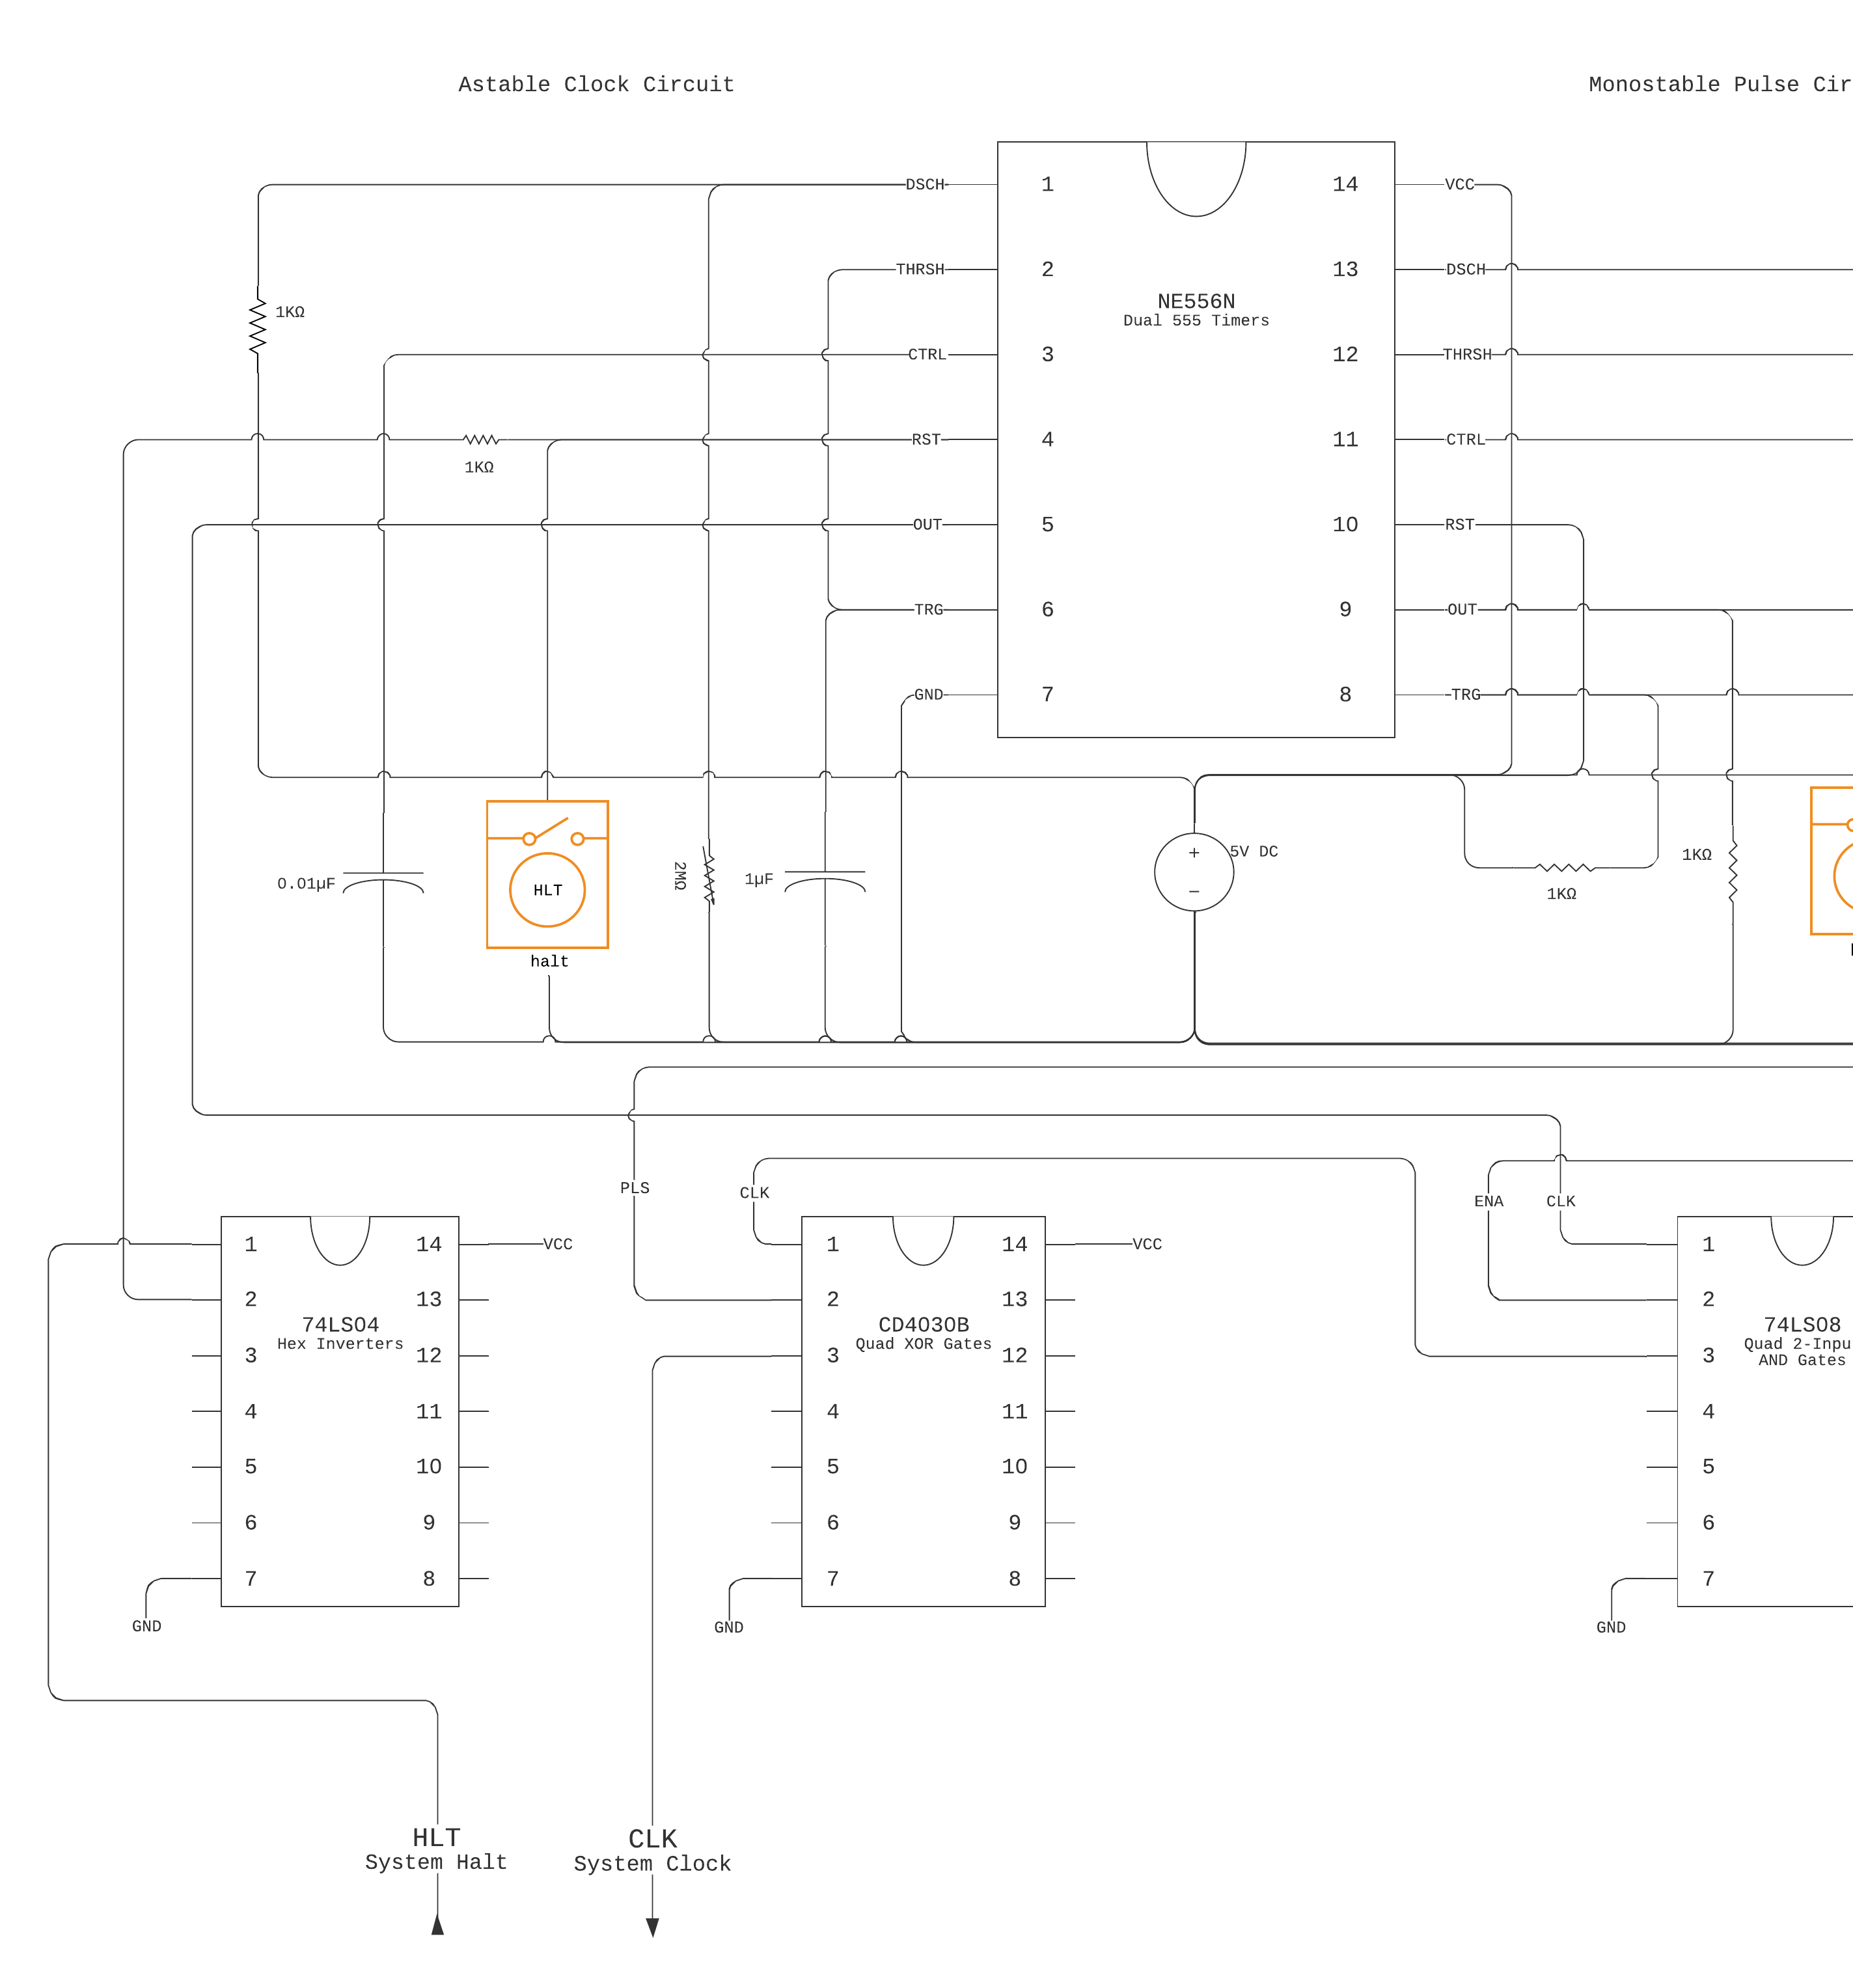 Astable Clock Circuit
Monostable Pulse Cir
DSCH 1 14 VCC
THRSH 2 13 DSCH
NE556N
Dual 555 Timers
1KΩ
CTRL 3 12 THRSH
RST 4 11 CTRL
1KΩ
OUT 5 10 RST
TRG 6 9 OUT
GND 7 8 TRG
+
5V DC
−
0.01µF
HLT
halt
2MΩ
1µF
1KΩ
1KΩ
PLS
CLK
ENA
CLK
1 14 VCC
2 13
74LS04
Hex Inverters
3 12
4 11
5 10
6 9
7 8
GND
1 14 VCC
2 13
CD4030B
Quad XOR Gates
3 12
4 11
5 10
6 9
7 8
GND
1
2
74LS08
Quad 2-Inpu
AND Gates
3
4
5
6
7
GND
HLT
System Halt
CLK
System Clock